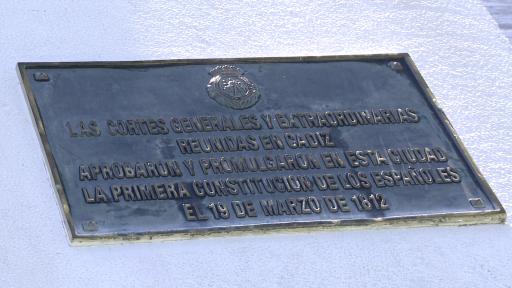 LAS CORTES GENERALES Y EXTRAORDINARIAS
REUNIDAS EN CADIZ
APROBARON Y PROMULGARON EN ESTA CIUDAD
LA PRIMERA CONSTITUCION DE LOS ESPAÑOLES
EL 19 DE MARZO DE 1812